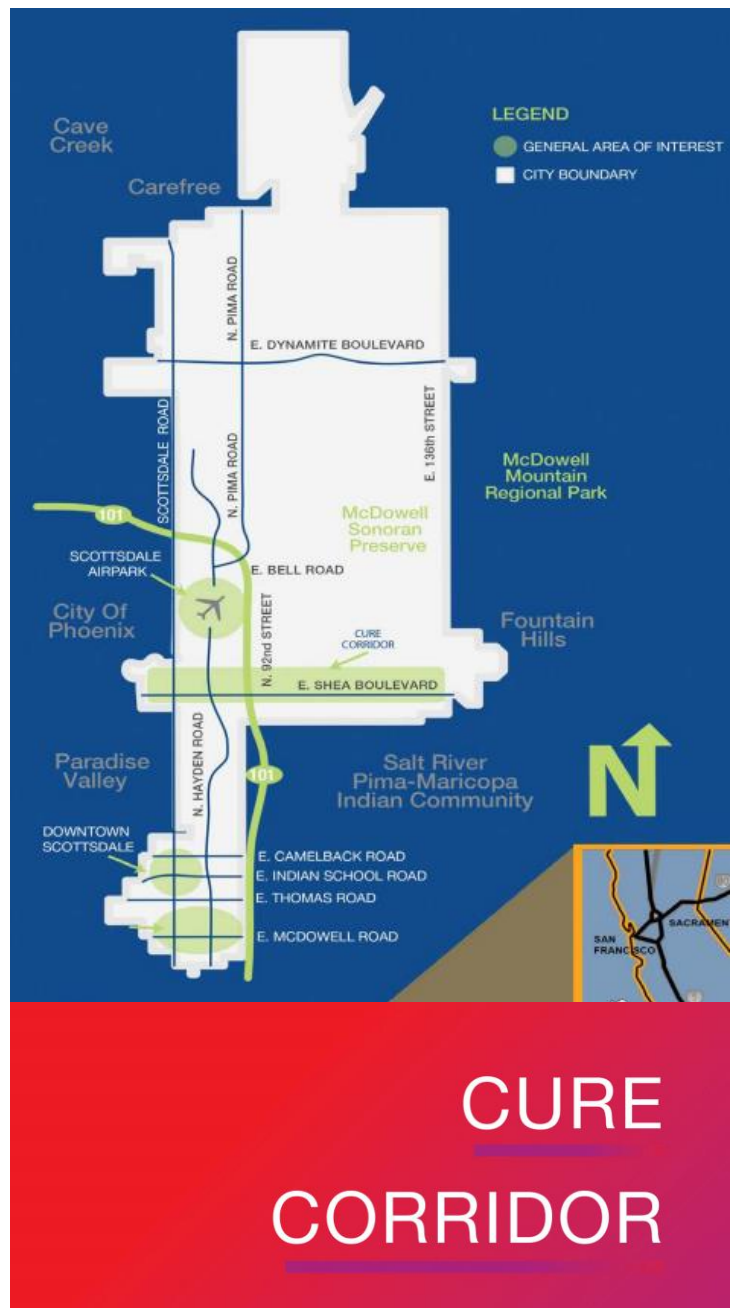 LEGEND
GENERAL AREA OF INTEREST
CITY BOUNDARY
Cave
Creek
Carefree
N. PIMA ROAD
E. DYNAMITE BOULEVARD
SCOTTSDALE ROAD
N. PIMA ROAD
E. 136th STREET
McDowell
Mountain
Regional Park
McDowell
Sonoran
Preserve
101
SCOTTSDALE
AIRPARK
E. BELL ROAD
City Of
Phoenix
N. 92nd STREET
Fountain
Hills
CURE
CORRIDOR
E. SHEA BOULEVARD
Paradise
Valley
N. HAYDEN ROAD
101
Salt River
Pima-Maricopa
Indian Community
N
DOWNTOWN
SCOTTSDALE
E. CAMELBACK ROAD
E. INDIAN SCHOOL ROAD
E. THOMAS ROAD
E. MCDOWELL ROAD
SACRAMEN
SAN
FRANCISCO
CURE
CORRIDOR